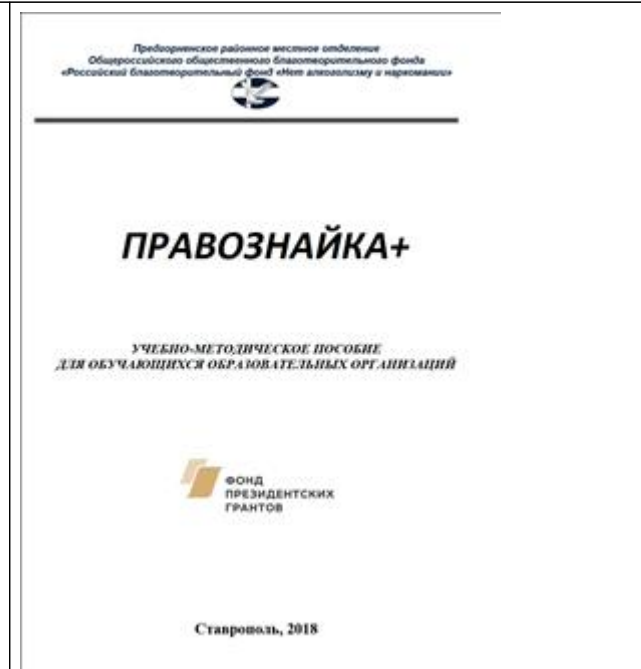 Предгорненское районное местное отделение
Общероссийского общественного благотворительного фонда
«Российский благотворительный фонд «Нет алкоголизму и наркомании»
ПРАВОЗНАЙКА+
УЧЕБНО-МЕТОДИЧЕСКОЕ ПОСОБИЕ
ДЛЯ ОБУЧАЮЩИХСЯ ОБРАЗОВАТЕЛЬНЫХ ОРГАНИЗАЦИЙ
ФОНД
ПРЕЗИДЕНТСКИХ
ГРАНТОВ
Ставрополь, 2018